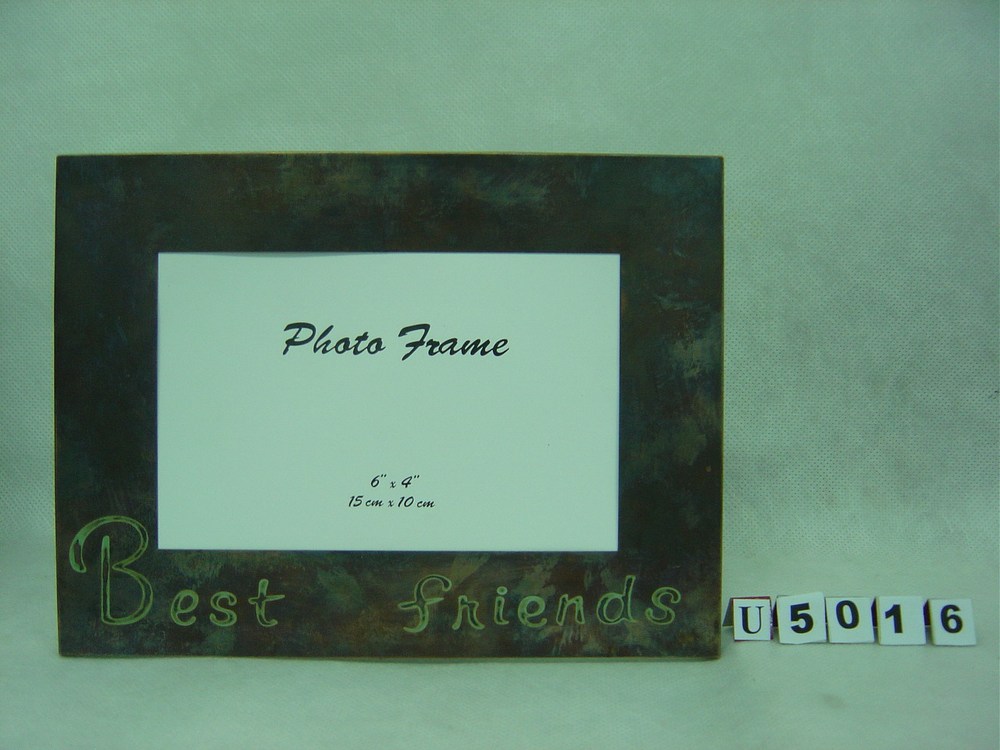 Photo Frame
6" x 4"
15 cm x 10 cm
Best friends
U5016